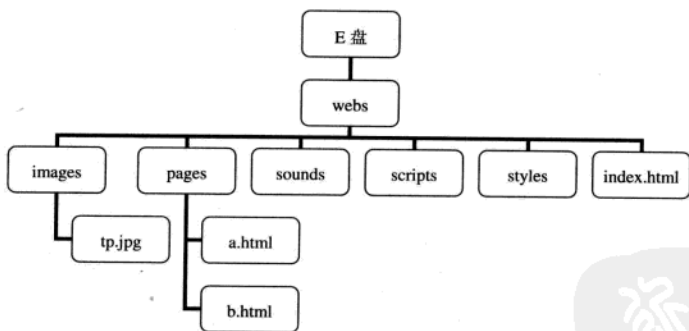 E 盘
webs
images
pages
sounds
scripts
styles
index.html
tp.jpg
a.html
b.html